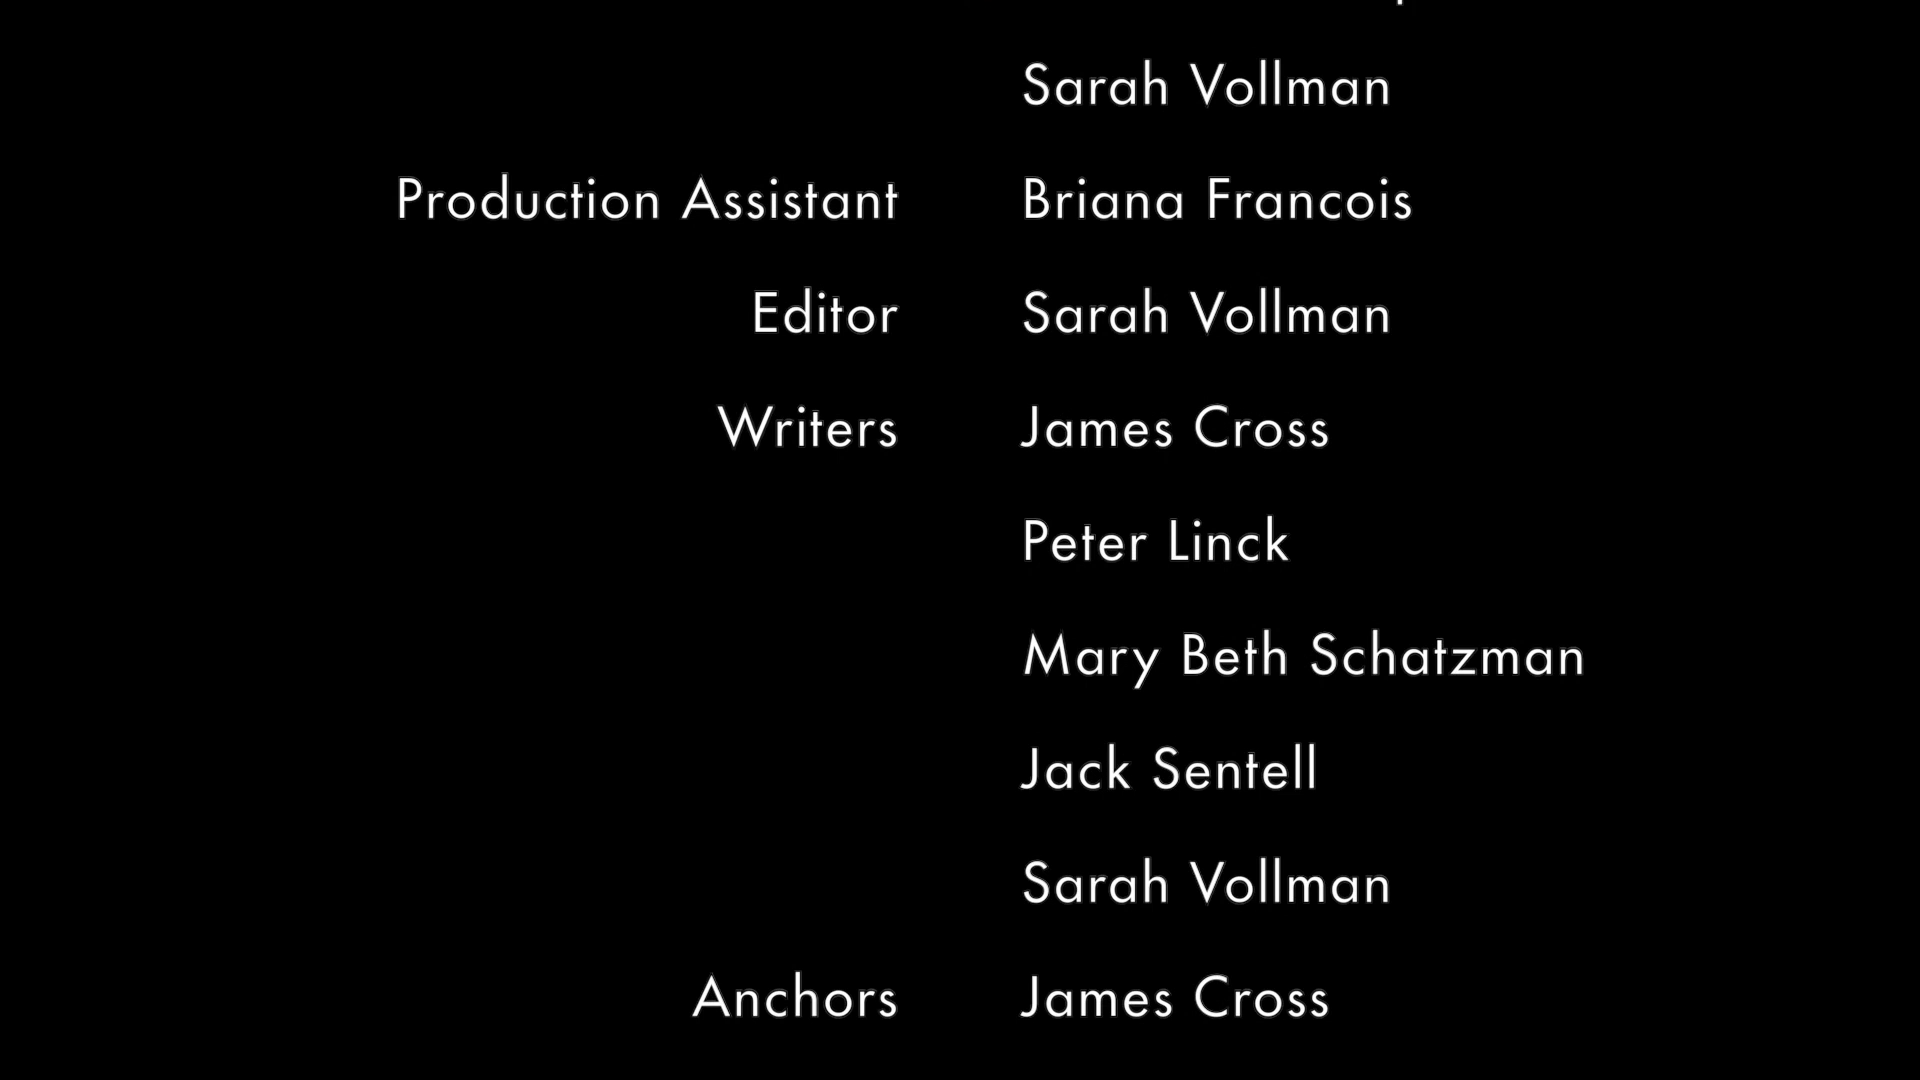 Sarah Vollman
Production Assistant Briana Francois
Editor Sarah Vollman
Writers James Cross
Peter Linck
Mary Beth Schatzman
Jack Sentell
Sarah Vollman
Anchors James Cross